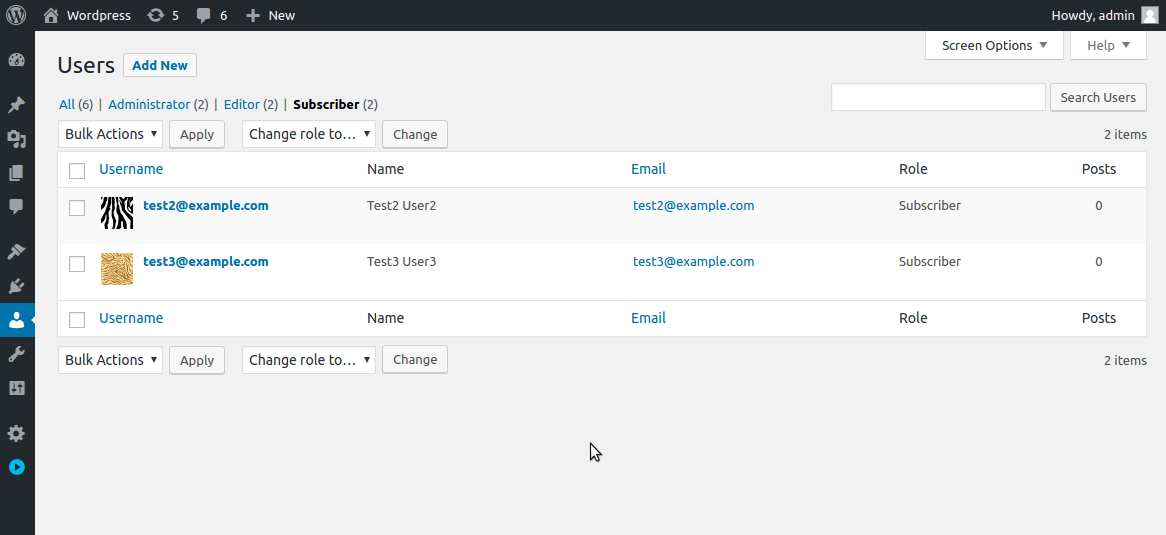 Wordpress 5 6 New Howdy, admin
Screen Options Help
Users Add New
All (6) | Administrator (2) | Editor (2) | Subscriber (2) Search Users
Bulk Actions Apply Change role to... Change 2 items
Username Name Email Role Posts
test2@example.com Test2 User2 test2@example.com Subscriber 0
test3@example.com Test3 User3 test3@example.com Subscriber 0
Username Name Email Role Posts
Bulk Actions Apply Change role to... Change 2 items